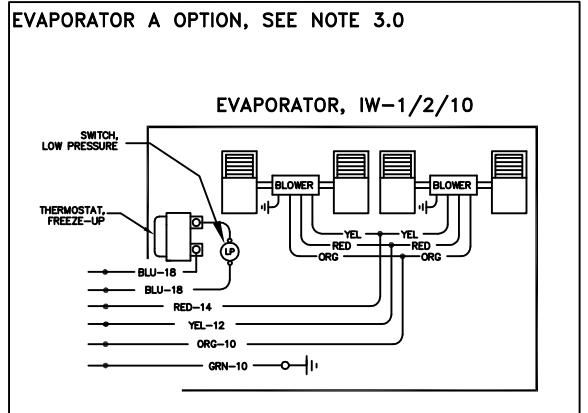 EVAPORATOR A OPTION, SEE NOTE 3.0
EVAPORATOR, IW-1/2/10
SWITCH,
LOW PRESSURE
BLOWER
BLOWER
THERMOSTAT,
FREEZE-UP
LP
YEL YEL
RED RED
ORG ORG
BLU-18
BLU-18
RED-14
YEL-12
ORG-10
GRN-10